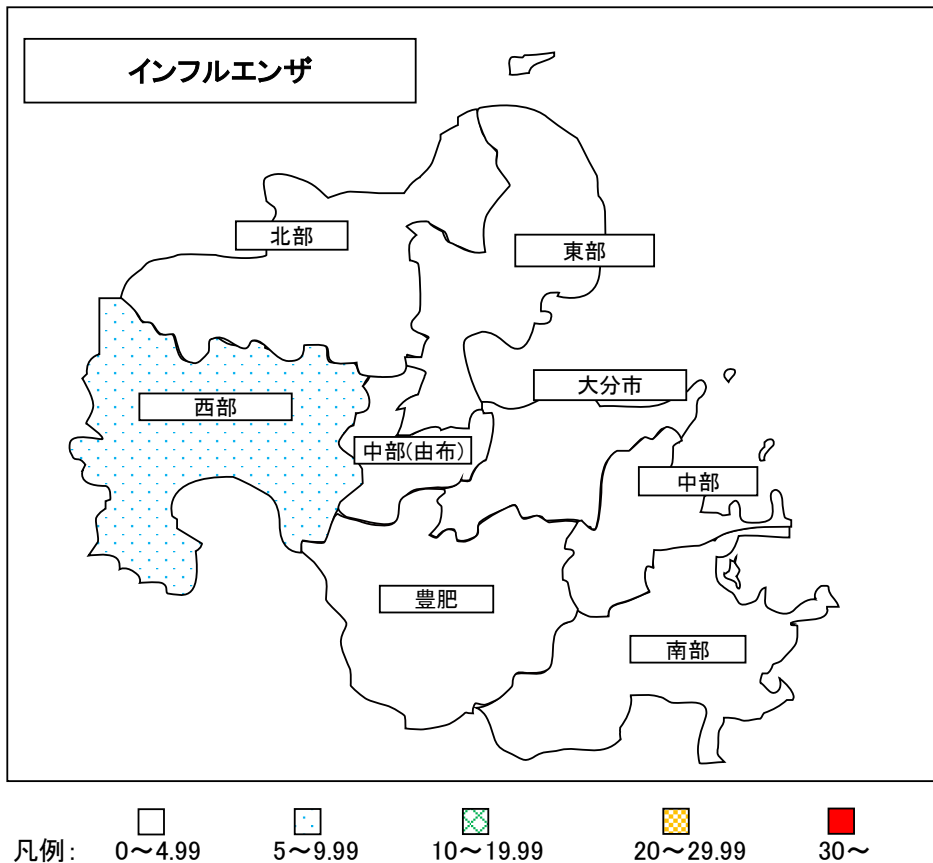 インフルエンザ
北部
東部
大分市
西部
中部(由布)
中部
豊肥
南部
凡例: 0～4.99 5～9.99 10～19.99 20～29.99 30～